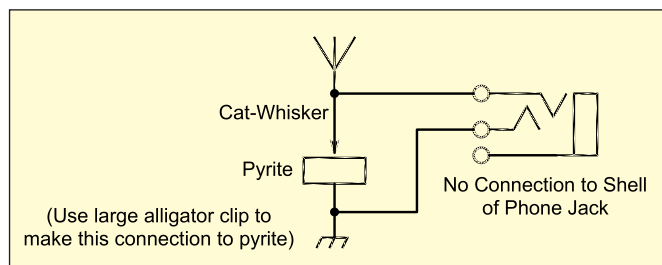 Cat-Whisker
Pyrite
No Connection to Shell
of Phone Jack
(Use large alligator clip to
make this connection to pyrite)